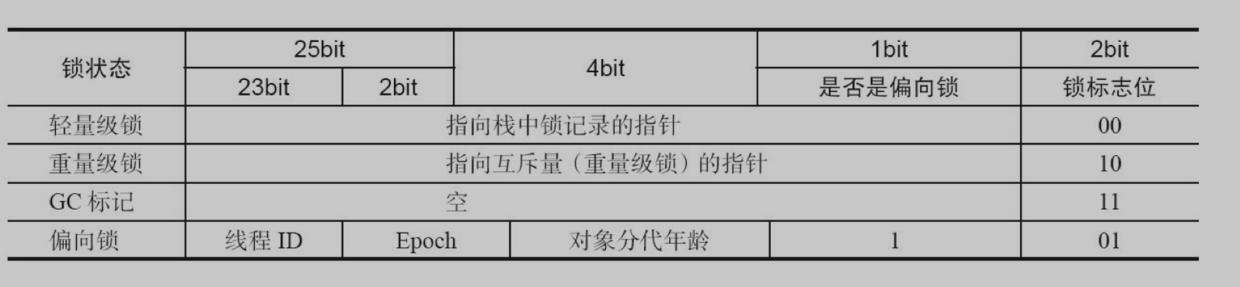 锁状态 25bit 4bit 1bit 2bit
23bit 2bit 是否是偏向锁 锁标志位
轻量级锁 指向栈中锁记录的指针 00
重量级锁 指向互斥量（重量级锁）的指针 10
GC 标记 空 11
偏向锁 线程 ID Epoch 对象分代年龄 1 01